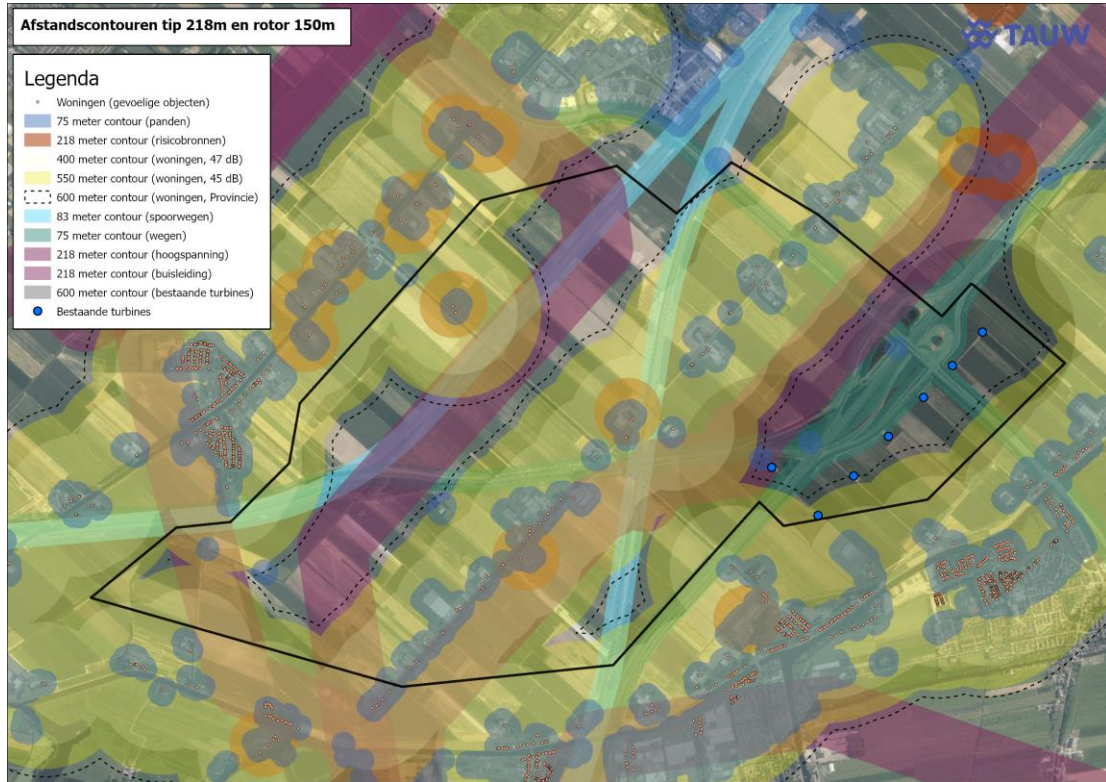 Afstandscontouren tip 218m en rotor 150m
TAUW
Legenda
Woningen (gevoelige objecten)
75 meter contour (panden)
218 meter contour (risicobronnen)
400 meter contour (woningen, 47 dB)
550 meter contour (woningen, 45 dB)
600 meter contour (woningen, Provincie)
83 meter contour (spoorwegen)
75 meter contour (wegen)
218 meter contour (hoogspanning)
218 meter contour (buisleiding)
600 meter contour (bestaande turbines)
Bestaande turbines